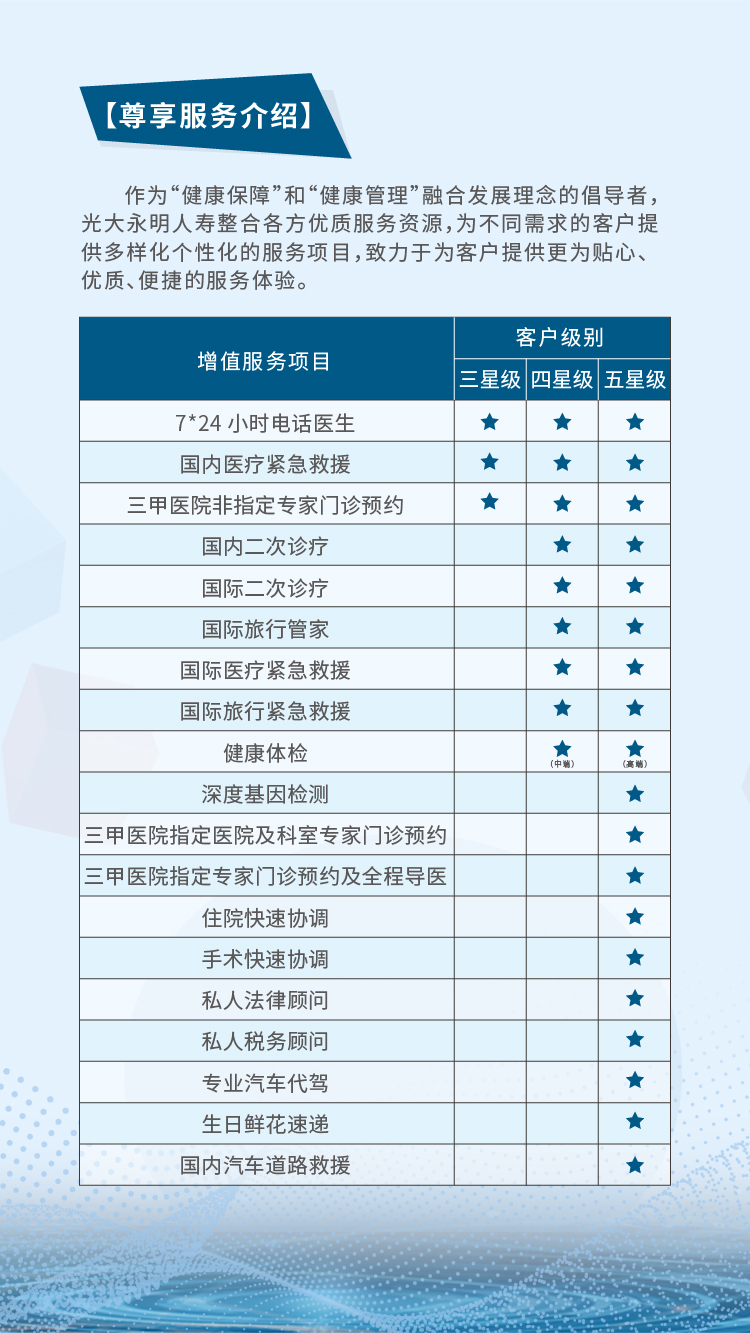 【尊享服务介绍】
作为“健康保障”和“健康管理”融合发展理念的倡导者，
光大永明人寿整合各方优质服务资源，为不同需求的客户提
供多样化个性化的服务项目，致力于为客户提供更为贴心、
优质、便捷的服务体验。
增值服务项目
客户级别
三星级 四星级 五星级
7*24 小时电话医生 ★ ★ ★
国内医疗紧急救援 ★ ★ ★
三甲医院非指定专家门诊预约 ★ ★ ★
国内二次诊疗 ★ ★
国际二次诊疗 ★ ★
国际旅行管家 ★ ★
国际医疗紧急救援 ★ ★
国际旅行紧急救援 ★ ★
健康体检 ★ ★
（中端） （高端）
深度基因检测 ★
三甲医院指定医院及科室专家门诊预约 ★
三甲医院指定专家门诊预约及全程导医 ★
住院快速协调 ★
手术快速协调 ★
私人法律顾问 ★
私人税务顾问 ★
专业汽车代驾 ★
生日鲜花速递 ★
国内汽车道路救援 ★